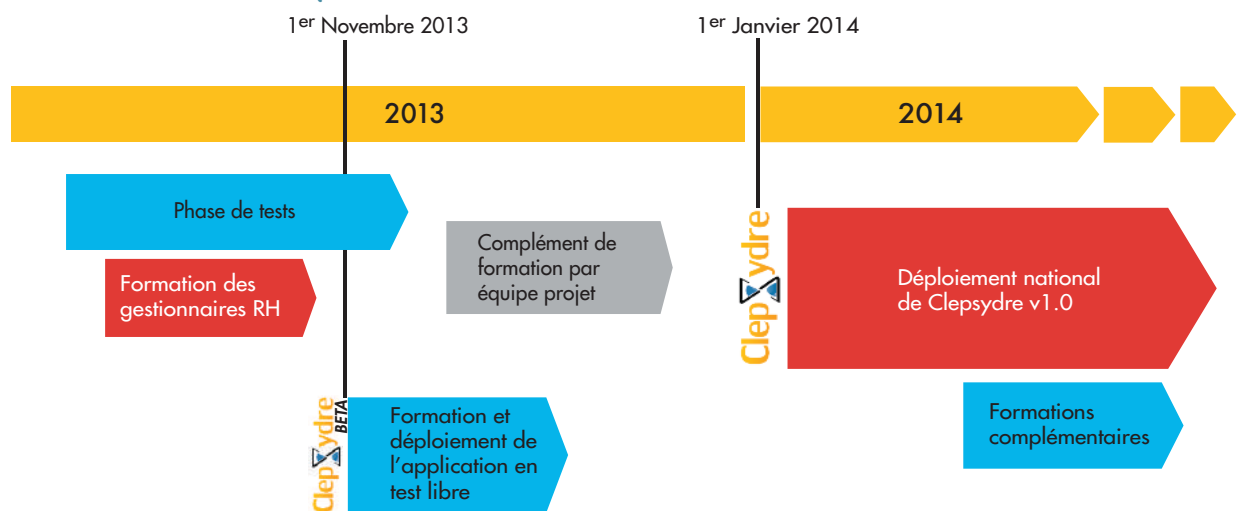 1er Novembre 2013
1er Janvier 2014
2013
2014
Phase de tests
Formation des
gestionnaires RH
Complément de
formation par
équipe projet
Clepsydre
Déploiement national
de Clepsydre v1.0
Clepsydre
BETA
Formation et
déploiement de
l’application en
test libre
Formations
complémentaires